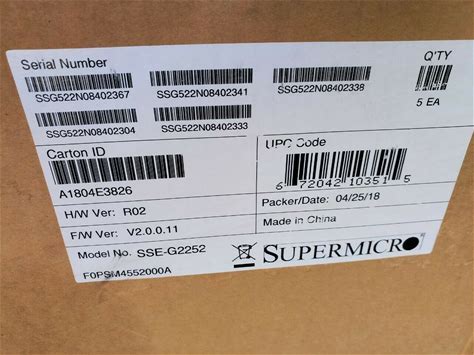 Serial Number
Q'TY
SSG522N08402367
SSG522N08402341
SSG522N08402338
5 EA
SSG522N08402304
SSG522N08402333
Carton ID
UPC Code
A1804E3826
6 72042 10351 5
H/W Ver: R02
Packer/Date: 04/25/18
F/W Ver: V2.0.0.11
Made in China
Model No. SSE-G2252
SUPERMICRO
F0PSM4552000A